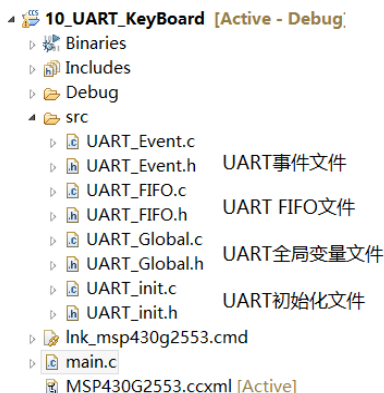 10_UART_KeyBoard [Active - Debug]
Binaries
Includes
Debug
src
UART_Event.c
UART_Event.h UART事件文件
UART_FIFO.c
UART_FIFO.h UART FIFO文件
UART_Global.c
UART_Global.h UART全局变量文件
UART_init.c
UART_init.h UART初始化文件
lnk_msp430g2553.cmd
main.c
MSP430G2553.ccxml [Active]